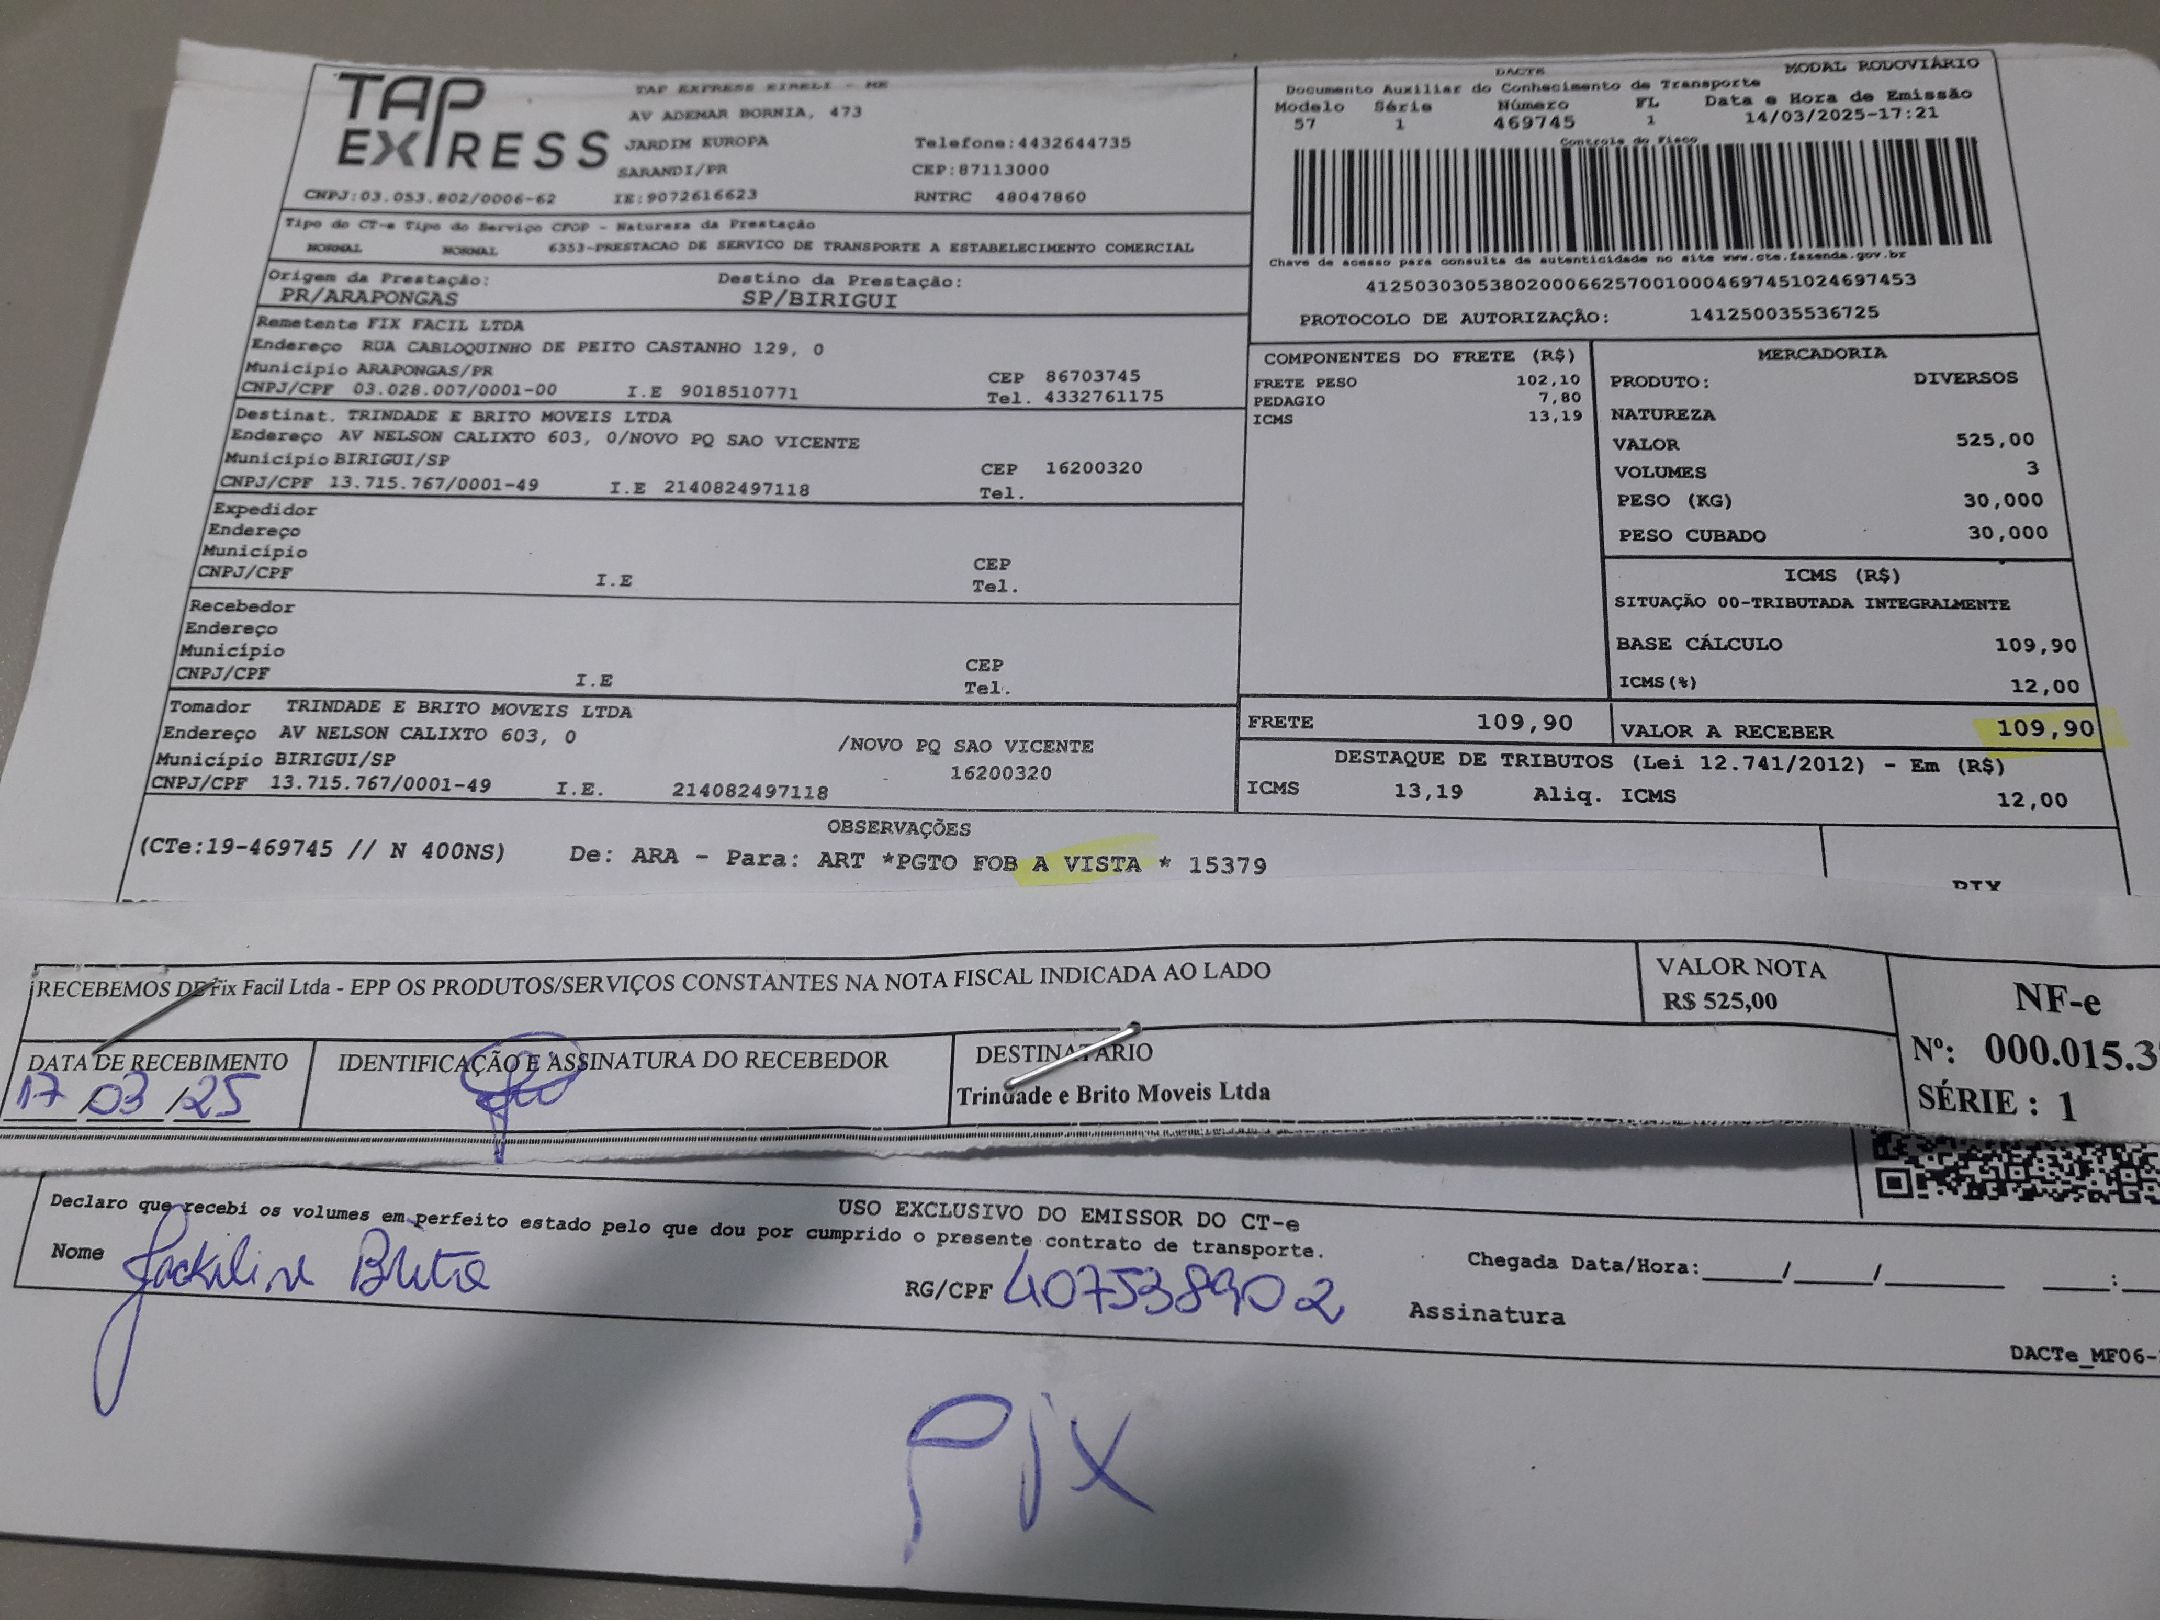 TAP EXPRESS
TAP EXPRESS EIRELI - ME
AV ADEMAR BORNIA, 473
JARDIM EUROPA Telefone:4432644735
SARANDI/PR CEP:87113000
CNPJ:03.053.802/0006-62 IE:9072616623 RNTRC 48047860
Tipo do CT-e Tipo do Serviço CFOP - Natureza da Prestação
NORMAL NORMAL 6353-PRESTACAO DE SERVICO DE TRANSPORTE A ESTABELECIMENTO COMERCIAL
Origem da Prestação: Destino da Prestação:
PR/ARAPONGAS SP/BIRIGUI
Remetente FIX FACIL LTDA
Endereço RUA CABLOQUINHO DE PEITO CASTANHO 129, 0
Município ARAPONGAS/PR CEP 86703745
CNPJ/CPF 03.028.007/0001-00 I.E 9018510771 Tel. 4332761175
Destinat. TRINDADE E BRITO MOVEIS LTDA
Endereço AV NELSON CALIXTO 603, 0/NOVO PQ SAO VICENTE
Município BIRIGUI/SP CEP 16200320
CNPJ/CPF 13.715.767/0001-49 I.E 214082497118 Tel.
Expedidor
Endereço
Município CEP
CNPJ/CPF I.E Tel.
Recebedor
Endereço
Município CEP
CNPJ/CPF I.E Tel.
Tomador TRINDADE E BRITO MOVEIS LTDA
Endereço AV NELSON CALIXTO 603, 0 /NOVO PQ SAO VICENTE
Município BIRIGUI/SP 16200320
CNPJ/CPF 13.715.767/0001-49 I.E. 214082497118
DACTE MODAL RODOVIÁRIO
Documento Auxiliar do Conhecimento de Transporte
Modelo Série Número FL Data e Hora de Emissão
57 1 469745 1 14/03/2025-17:21
Controle do Fisco
Chave de acesso para consulta de autenticidade no site www.cte.fazenda.gov.br
41250303053802000662570010004697451024697453
PROTOCOLO DE AUTORIZAÇÃO: 141250035536725
COMPONENTES DO FRETE (R$)
FRETE PESO 102,10
PEDAGIO 7,80
ICMS 13,19
MERCADORIA
PRODUTO: DIVERSOS
NATUREZA
VALOR 525,00
VOLUMES 3
PESO (KG) 30,000
PESO CUBADO 30,000
ICMS (R$)
SITUAÇÃO 00-TRIBUTADA INTEGRALMENTE
BASE CÁLCULO 109,90
ICMS(%) 12,00
FRETE 109,90 VALOR A RECEBER 109,90
DESTAQUE DE TRIBUTOS (Lei 12.741/2012) - Em (R$)
ICMS 13,19 Aliq. ICMS 12,00
OBSERVAÇÕES
(CTe:19-469745 // N 400NS) De: ARA - Para: ART *PGTO FOB A VISTA * 15379
PIX
RECEBEMOS DE Fix Facil Ltda - EPP OS PRODUTOS/SERVIÇOS CONSTANTES NA NOTA FISCAL INDICADA AO LADO
VALOR NOTA
R$ 525,00
NF-e
Nº: 000.015.3
SÉRIE : 1
DATA DE RECEBIMENTO IDENTIFICAÇÃO E ASSINATURA DO RECEBEDOR DESTINATÁRIO
17/03/25 Trindade e Brito Moveis Ltda
USO EXCLUSIVO DO EMISSOR DO CT-e
Declaro que recebi os volumes em perfeito estado pelo que dou por cumprido o presente contrato de transporte.
Nome Jackiline Brito RG/CPF 407538902 Chegada Data/Hora:____/____/______ ___:
Assinatura
DACTe_MF06-
Pix